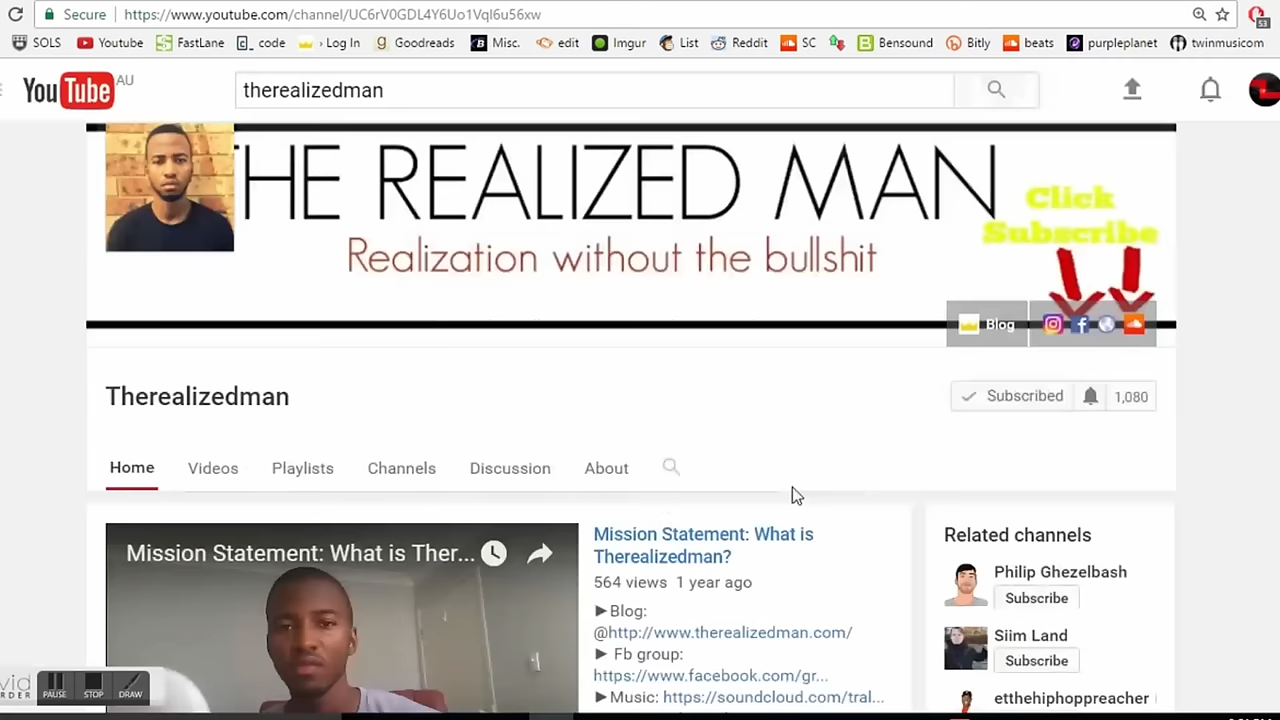 Secure https://www.youtube.com/channel/UC6rV0GDL4Y6Uo1Vql6u56xw
53
SOLS Youtube FastLane code › Log In Goodreads Misc. edit Imgur List Reddit SC Bensound Bitly beats purpleplanet twinmusicom
YouTube AU
therealizedman
THE REALIZED MAN
Click
Subscribe
Realization without the bullshit
Blog
Therealizedman
Subscribed 1,080
Home Videos Playlists Channels Discussion About
Mission Statement: What is Ther...
Mission Statement: What is
Therealizedman?
564 views 1 year ago
►Blog:
@http://www.therealizedman.com/
► Fb group:
https://www.facebook.com/gr...
►Music: https://soundcloud.com/tral...
Related channels
Philip Ghezelbash
Subscribe
Siim Land
Subscribe
etthehiphoppreacher
PAUSE STOP DRAW